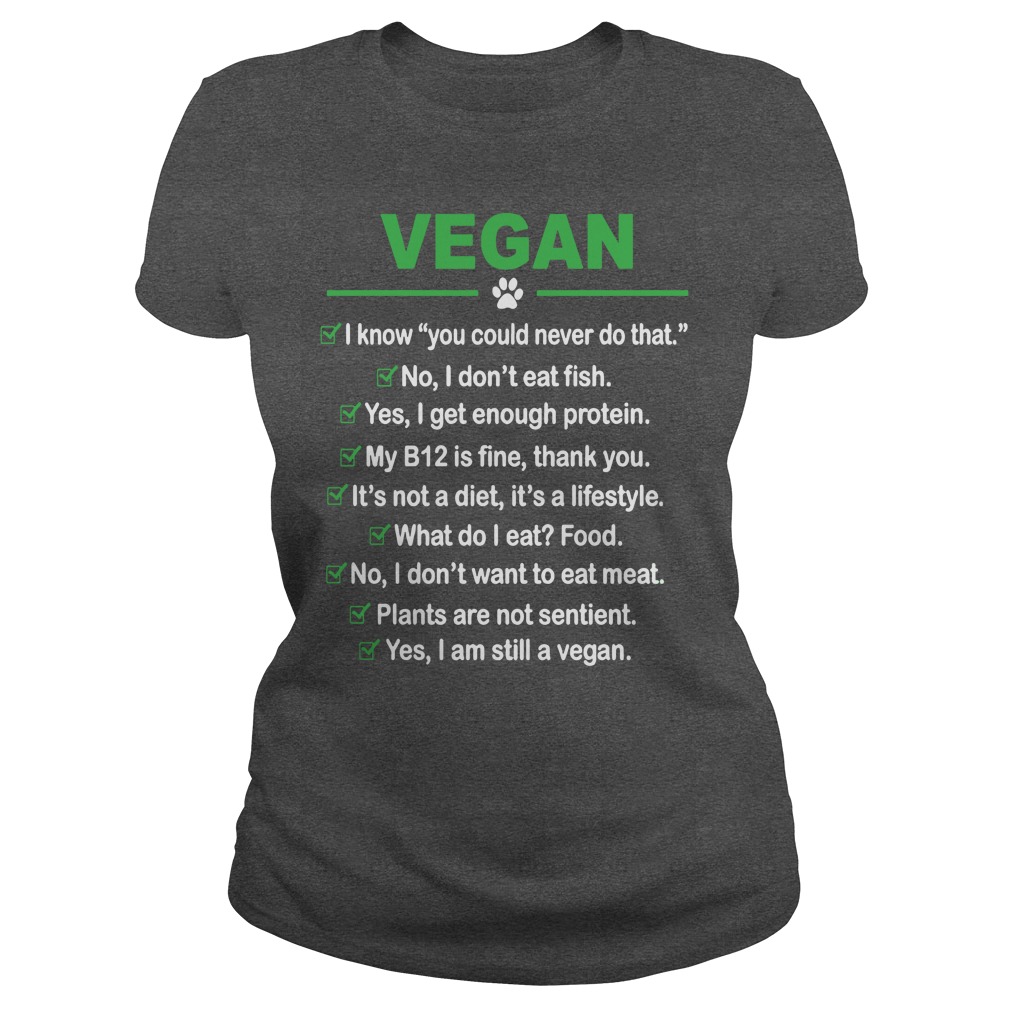 VEGAN
I know “you could never do that.”
No, I don’t eat fish.
Yes, I get enough protein.
My B12 is fine, thank you.
It’s not a diet, it’s a lifestyle.
What do I eat? Food.
No, I don’t want to eat meat.
Plants are not sentient.
Yes, I am still a vegan.